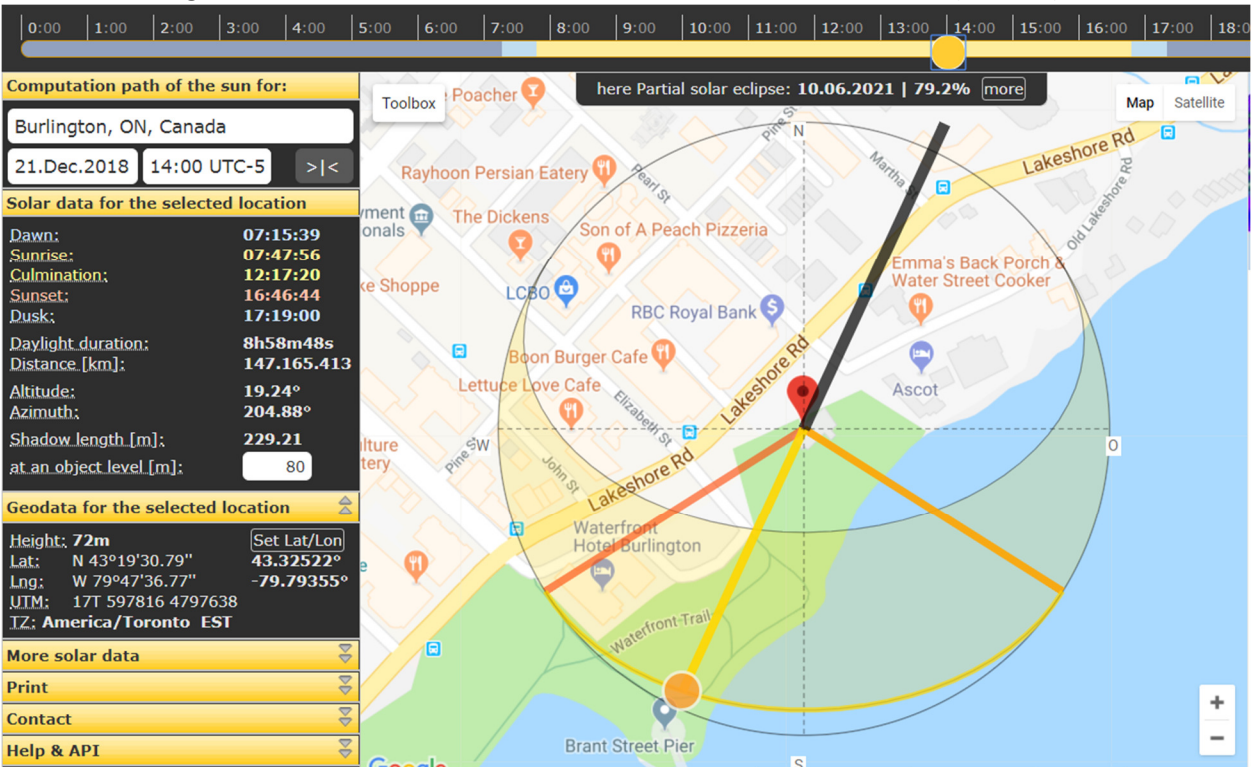 0:00 1:00 2:00 3:00 4:00 5:00 6:00 7:00 8:00 9:00 10:00 11:00 12:00 13:00 14:00 15:00 16:00 17:00 18:0
Computation path of the sun for:
Burlington, ON, Canada
21.Dec.2018 14:00 UTC-5 >|<
Solar data for the selected location
Dawn: 07:15:39
Sunrise: 07:47:56
Culmination: 12:17:20
Sunset: 16:46:44
Dusk: 17:19:00
Daylight duration: 8h58m48s
Distance [km]: 147.165.413
Altitude: 19.24°
Azimuth: 204.88°
Shadow length [m]: 229.21
at an object level [m]: 80
Geodata for the selected location
Height: 72m Set Lat/Lon
Lat: N 43°19'30.79'' 43.32522°
Lng: W 79°47'36.77'' -79.79355°
UTM: 17T 597816 4797638
TZ: America/Toronto EST
More solar data
Print
Contact
Help & API
Toolbox
here Partial solar eclipse: 10.06.2021 | 79.2% more
Map Satellite
Poacher
N
Pine St
Lakeshore Rd
Rayhoon Persian Eatery
Pearl St
Martha St
Old Lakeshore Rd
The Dickens
Son of A Peach Pizzeria
Emma's Back Porch &
Water Street Cooker
ke Shoppe
LCBO
RBC Royal Bank
Boon Burger Cafe
Lakeshore Rd
Lettuce Love Cafe
Ascot
Elizabeth St
W
O
Pine S
John St
Lakeshore Rd
Waterfront
Hotel Burlington
Waterfront Trail
Brant Street Pier
S
Google
+
−